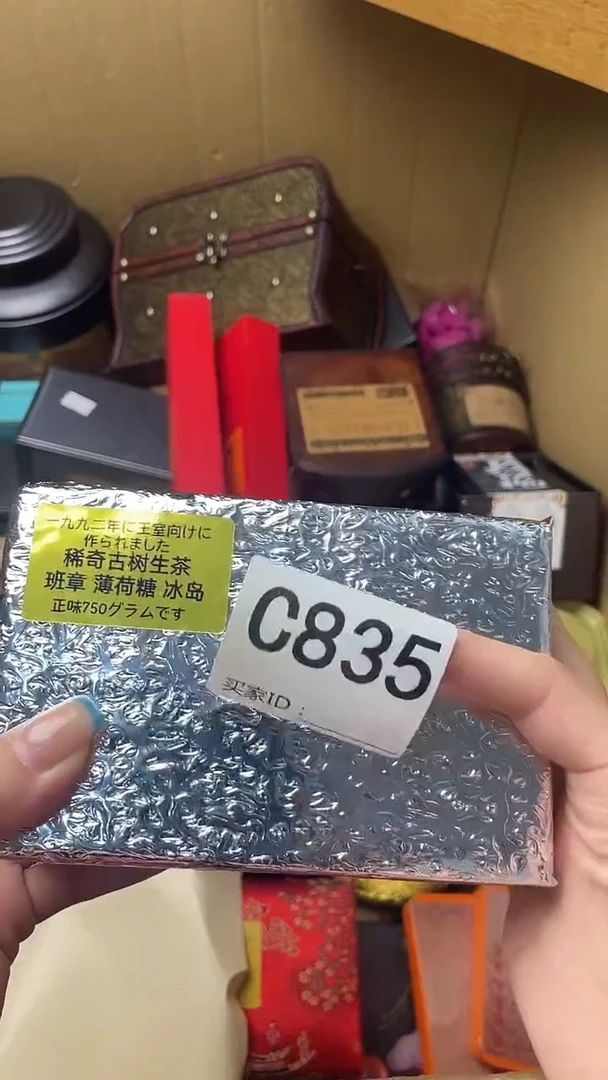 一九九二年に王室向けに
作られました
稀奇古树生茶
班章 薄荷糖 冰岛
正味750グラムです
C835
买家ID：